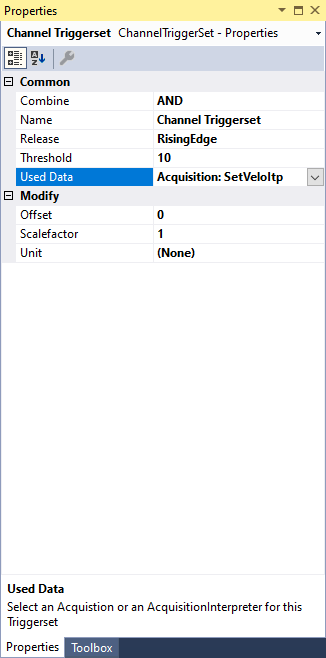 Properties
Channel Triggerset ChannelTriggerSet - Properties
Common
Combine AND
Name Channel Triggerset
Release RisingEdge
Threshold 10
Used Data Acquisition: SetVeloItp
Modify
Offset 0
Scalefactor 1
Unit (None)
Used Data
Select an Acquistion or an AcquisitionInterpreter for this
Triggerset
Properties Toolbox